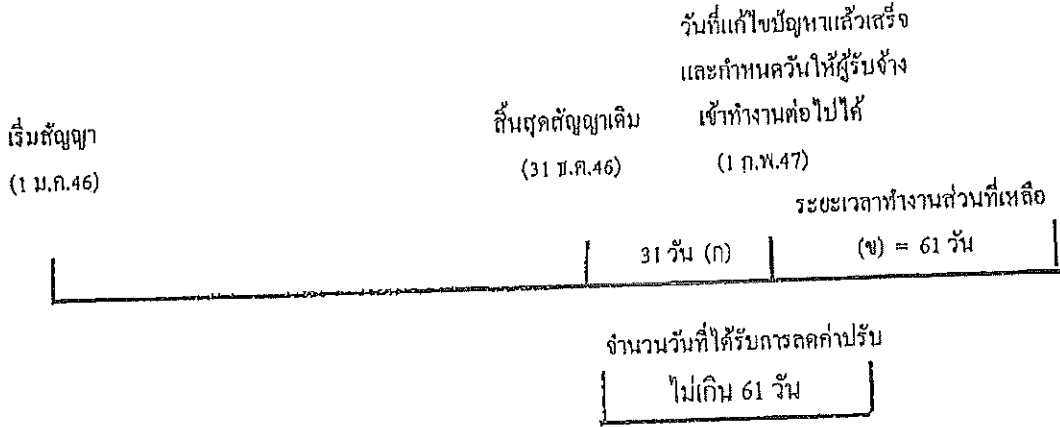 วันที่แก้ไขปัญหาแล้วเสร็จ
และกำหนดวันให้ผู้รับจ้าง
เข้าทำงานต่อไปได้
(1 ก.พ.47)
เริ่มสัญญา
(1 ม.ค.46)
สิ้นสุดสัญญาเดิม
(31 ธ.ค.46)
ระยะเวลาทำงานส่วนที่เหลือ
31 วัน (ก)
(ข) = 61 วัน
จำนวนวันที่ได้รับการลดค่าปรับ
ไม่เกิน 61 วัน